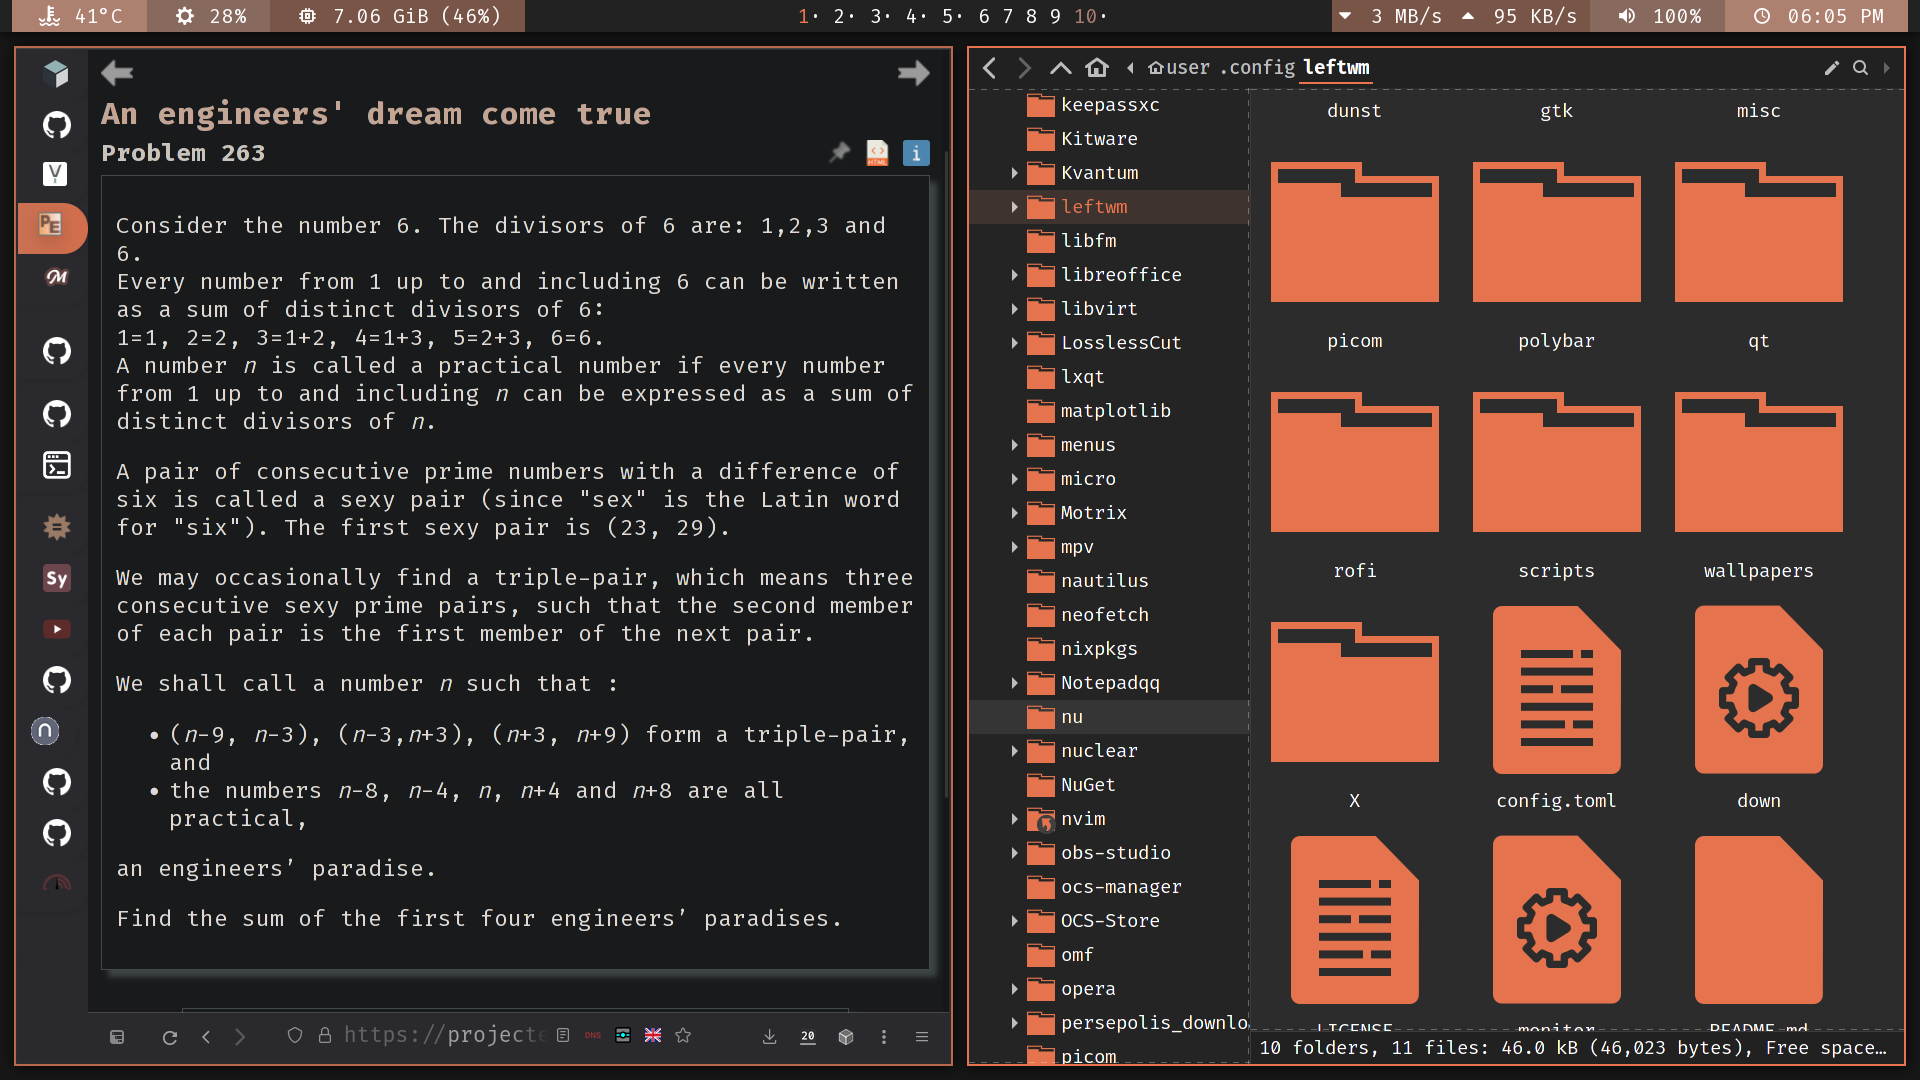 41°C 28% 7.06 GiB (46%) 1· 2· 3· 4· 5· 6 7 8 9 10· 3 MB/s 95 KB/s 100% 06:05 PM
An engineers' dream come true
Problem 263
Consider the number 6. The divisors of 6 are: 1,2,3 and
6.
Every number from 1 up to and including 6 can be written
as a sum of distinct divisors of 6:
1=1, 2=2, 3=1+2, 4=1+3, 5=2+3, 6=6.
A number n is called a practical number if every number
from 1 up to and including n can be expressed as a sum of
distinct divisors of n.
A pair of consecutive prime numbers with a difference of
six is called a sexy pair (since "sex" is the Latin word
for "six"). The first sexy pair is (23, 29).
We may occasionally find a triple-pair, which means three
consecutive sexy prime pairs, such that the second member
of each pair is the first member of the next pair.
We shall call a number n such that :
• (n-9, n-3), (n-3,n+3), (n+3, n+9) form a triple-pair,
and
• the numbers n-8, n-4, n, n+4 and n+8 are all
practical,
an engineers’ paradise.
Find the sum of the first four engineers’ paradises.
V
PE
M
Sy
n
HTML
i
https://projecte
DNS
20
user .config leftwm
keepassxc
Kitware
Kvantum
leftwm
libfm
libreoffice
libvirt
LosslessCut
lxqt
matplotlib
menus
micro
Motrix
mpv
nautilus
neofetch
nixpkgs
Notepadqq
nu
nuclear
NuGet
nvim
obs-studio
ocs-manager
OCS-Store
omf
opera
persepolis_downlo
picom
dunst gtk misc
picom polybar qt
rofi scripts wallpapers
X config.toml down
LICENSE monitor README.md
10 folders, 11 files: 46.0 kB (46,023 bytes), Free space…